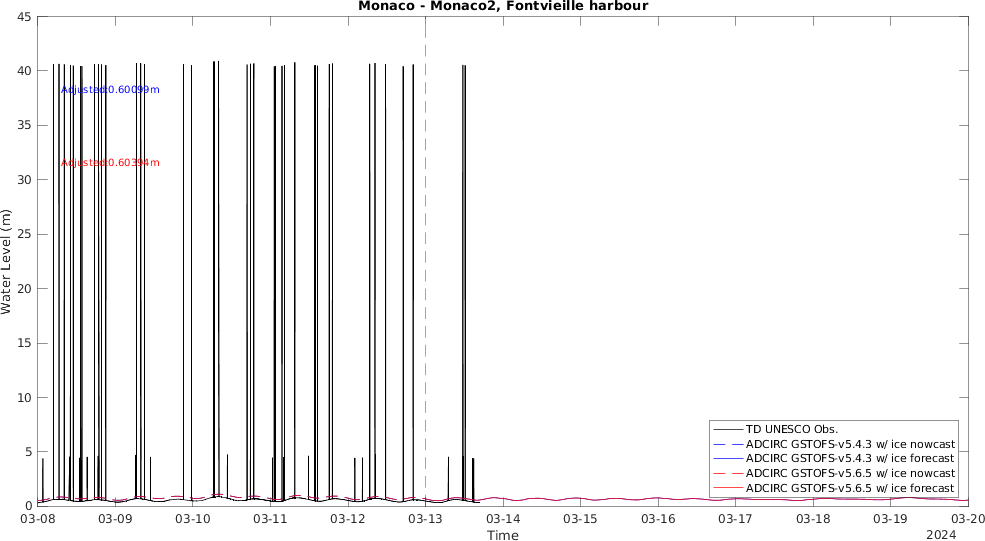 Monaco - Monaco2, Fontvieille harbour
45
40
35
30
25
20
15
10
5
0
Water Level (m)
Adjusted:0.60099m
Adjusted:0.60394m
TD UNESCO Obs.
ADCIRC GSTOFS-v5.4.3 w/ ice nowcast
ADCIRC GSTOFS-v5.4.3 w/ ice forecast
ADCIRC GSTOFS-v5.6.5 w/ ice nowcast
ADCIRC GSTOFS-v5.6.5 w/ ice forecast
03-08 03-09 03-10 03-11 03-12 03-13 03-14 03-15 03-16 03-17 03-18 03-19 03-20
Time
2024